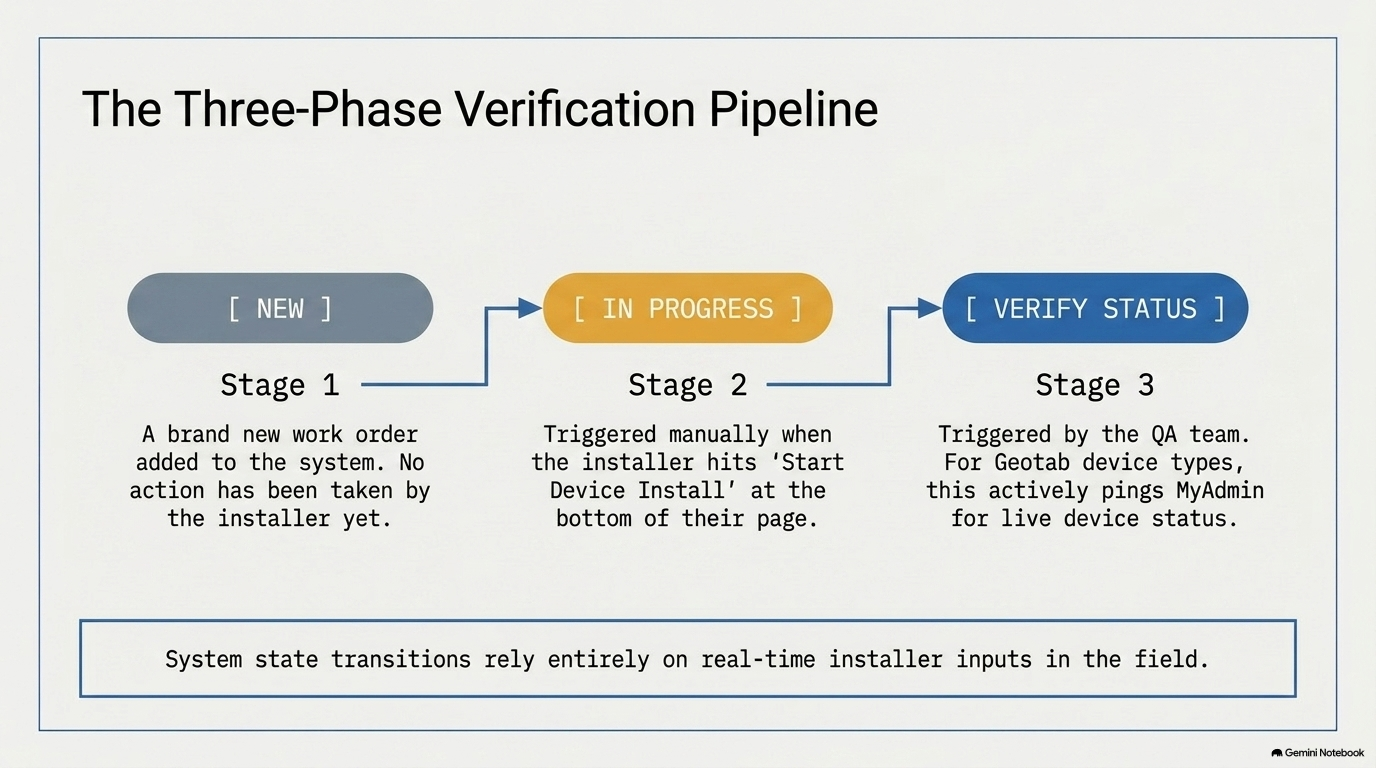 The Three-Phase Verification Pipeline
[ NEW ]
[ IN PROGRESS ]
[ VERIFY STATUS ]
Stage 1
A brand new work order
added to the system. No
action has been taken by
the installer yet.
Stage 2
Triggered manually when
the installer hits ‘Start
Device Install’ at the
bottom of their page.
Stage 3
Triggered by the QA team.
For Geotab device types,
this actively pings MyAdmin
for live device status.
System state transitions rely entirely on real-time installer inputs in the field.
Gemini Notebook